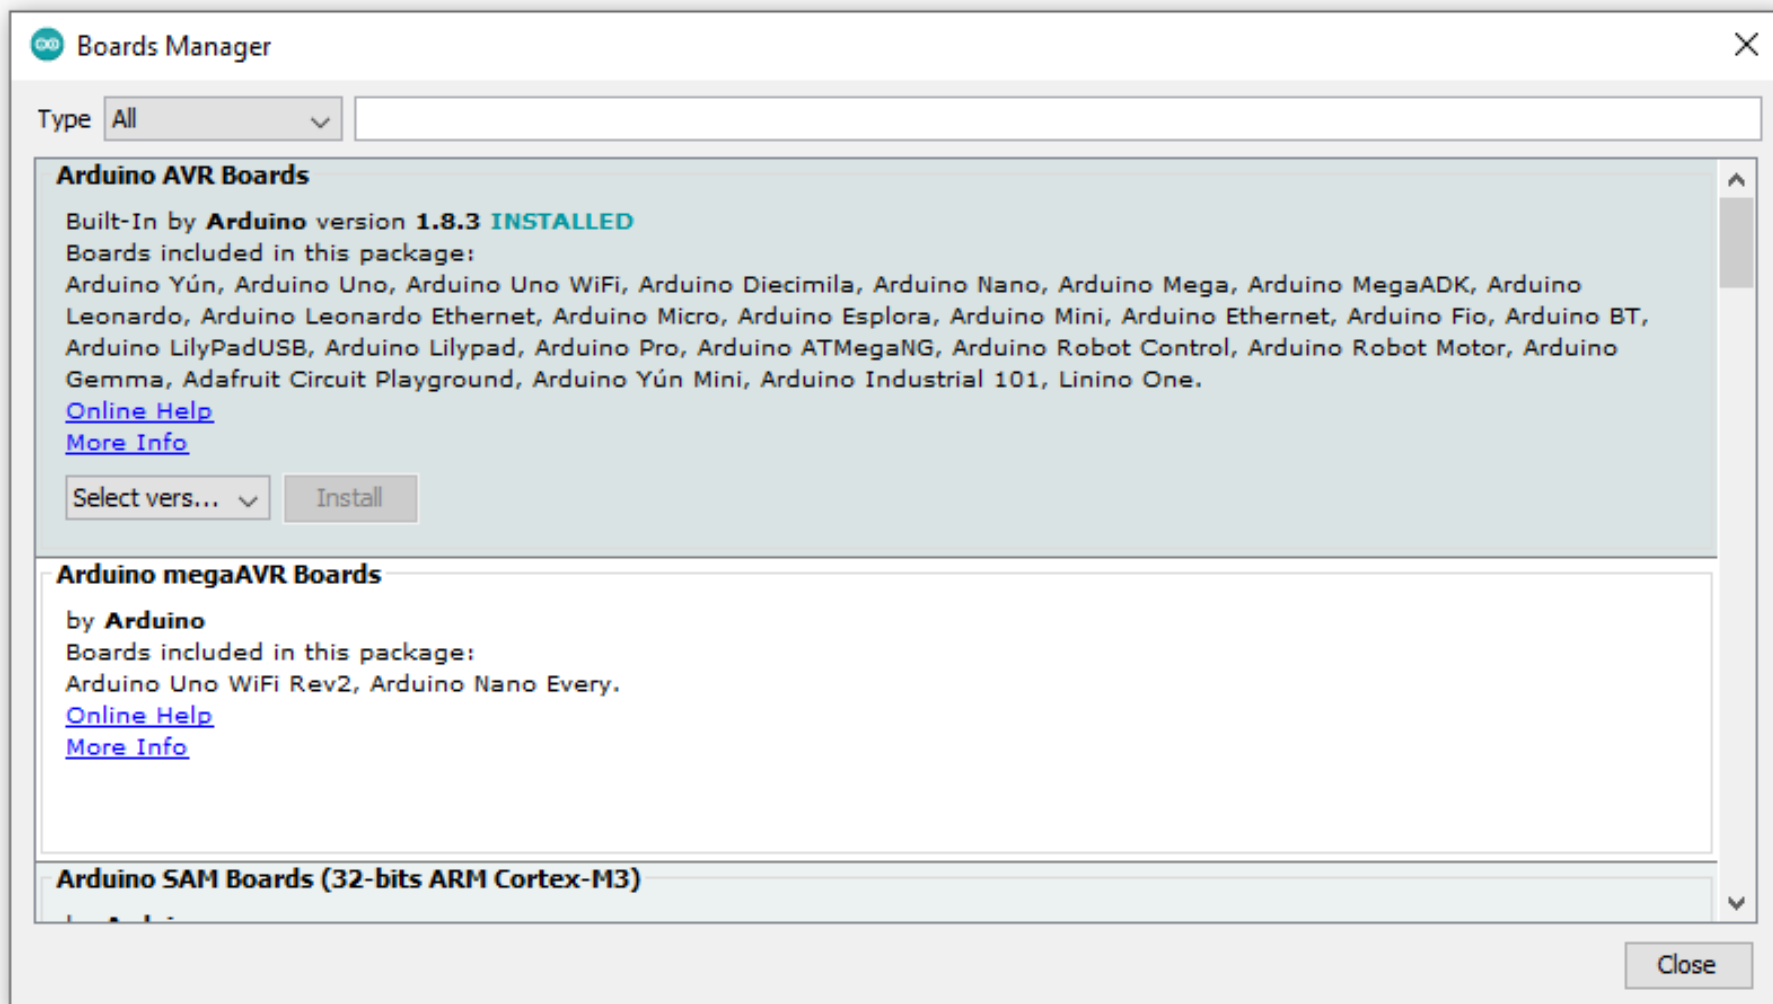 Boards Manager
Type All
Arduino AVR Boards
Built-In by Arduino version 1.8.3 INSTALLED
Boards included in this package:
Arduino Yún, Arduino Uno, Arduino Uno WiFi, Arduino Diecimila, Arduino Nano, Arduino Mega, Arduino MegaADK, Arduino
Leonardo, Arduino Leonardo Ethernet, Arduino Micro, Arduino Esplora, Arduino Mini, Arduino Ethernet, Arduino Fio, Arduino BT,
Arduino LilyPadUSB, Arduino Lilypad, Arduino Pro, Arduino ATMegaNG, Arduino Robot Control, Arduino Robot Motor, Arduino
Gemma, Adafruit Circuit Playground, Arduino Yún Mini, Arduino Industrial 101, Linino One.
Online Help
More Info
Select vers... Install
Arduino megaAVR Boards
by Arduino
Boards included in this package:
Arduino Uno WiFi Rev2, Arduino Nano Every.
Online Help
More Info
Arduino SAM Boards (32-bits ARM Cortex-M3)
Close